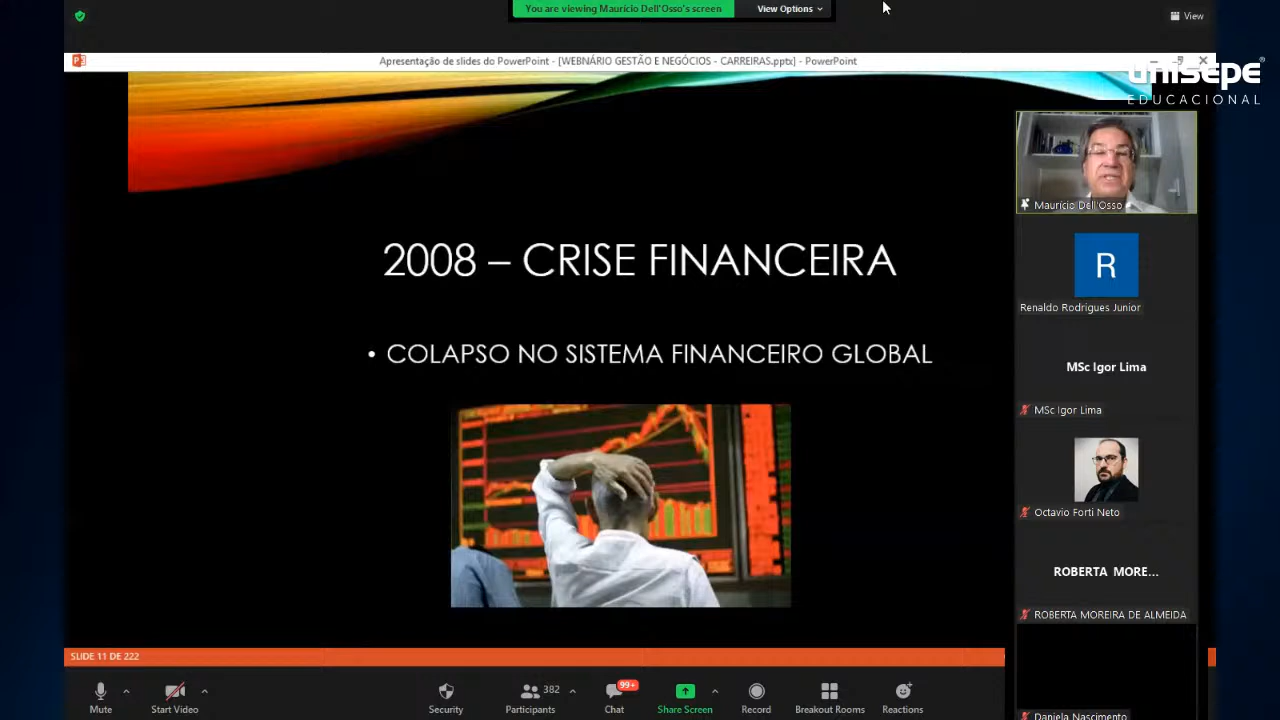 You are viewing Maurício Dell'Osso's screen
View Options
View
Apresentação de slides do PowerPoint - [WEBNÁRIO GESTÃO E NEGÓCIOS - CARREIRAS.pptx] - PowerPoint
unisepe
EDUCACIONAL
2008 – CRISE FINANCEIRA
• COLAPSO NO SISTEMA FINANCEIRO GLOBAL
SLIDE 11 DE 222
Maurício Dell'Osso
R
Renaldo Rodrigues Junior
MSc Igor Lima
MSc Igor Lima
Octavio Forti Neto
ROBERTA MORE...
ROBERTA MOREIRA DE ALMEIDA
Daniela Nascimento
Mute
Start Video
Security
382
Participants
99+
Chat
Share Screen
Record
Breakout Rooms
Reactions